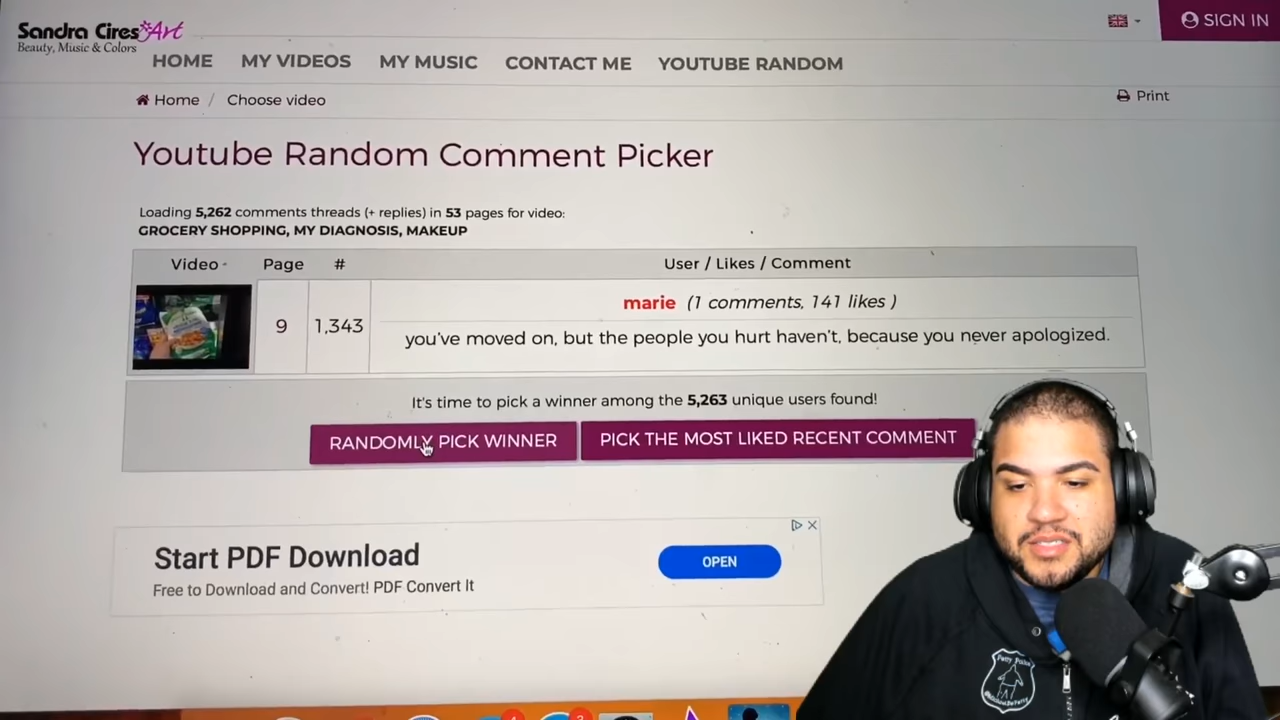 Sandra Cires Art
Beauty, Music & Colors
SIGN IN
HOME MY VIDEOS MY MUSIC CONTACT ME YOUTUBE RANDOM
Home / Choose video
Print
Youtube Random Comment Picker
Loading 5,262 comments threads (+ replies) in 53 pages for video:
GROCERY SHOPPING, MY DIAGNOSIS, MAKEUP
Video Page # User / Likes / Comment
marie (1 comments, 141 likes )
9 1,343
you've moved on, but the people you hurt haven't, because you never apologized.
It's time to pick a winner among the 5,263 unique users found!
RANDOMLY PICK WINNER PICK THE MOST LIKED RECENT COMMENT
Start PDF Download
OPEN
Free to Download and Convert! PDF Convert It
Petty Police